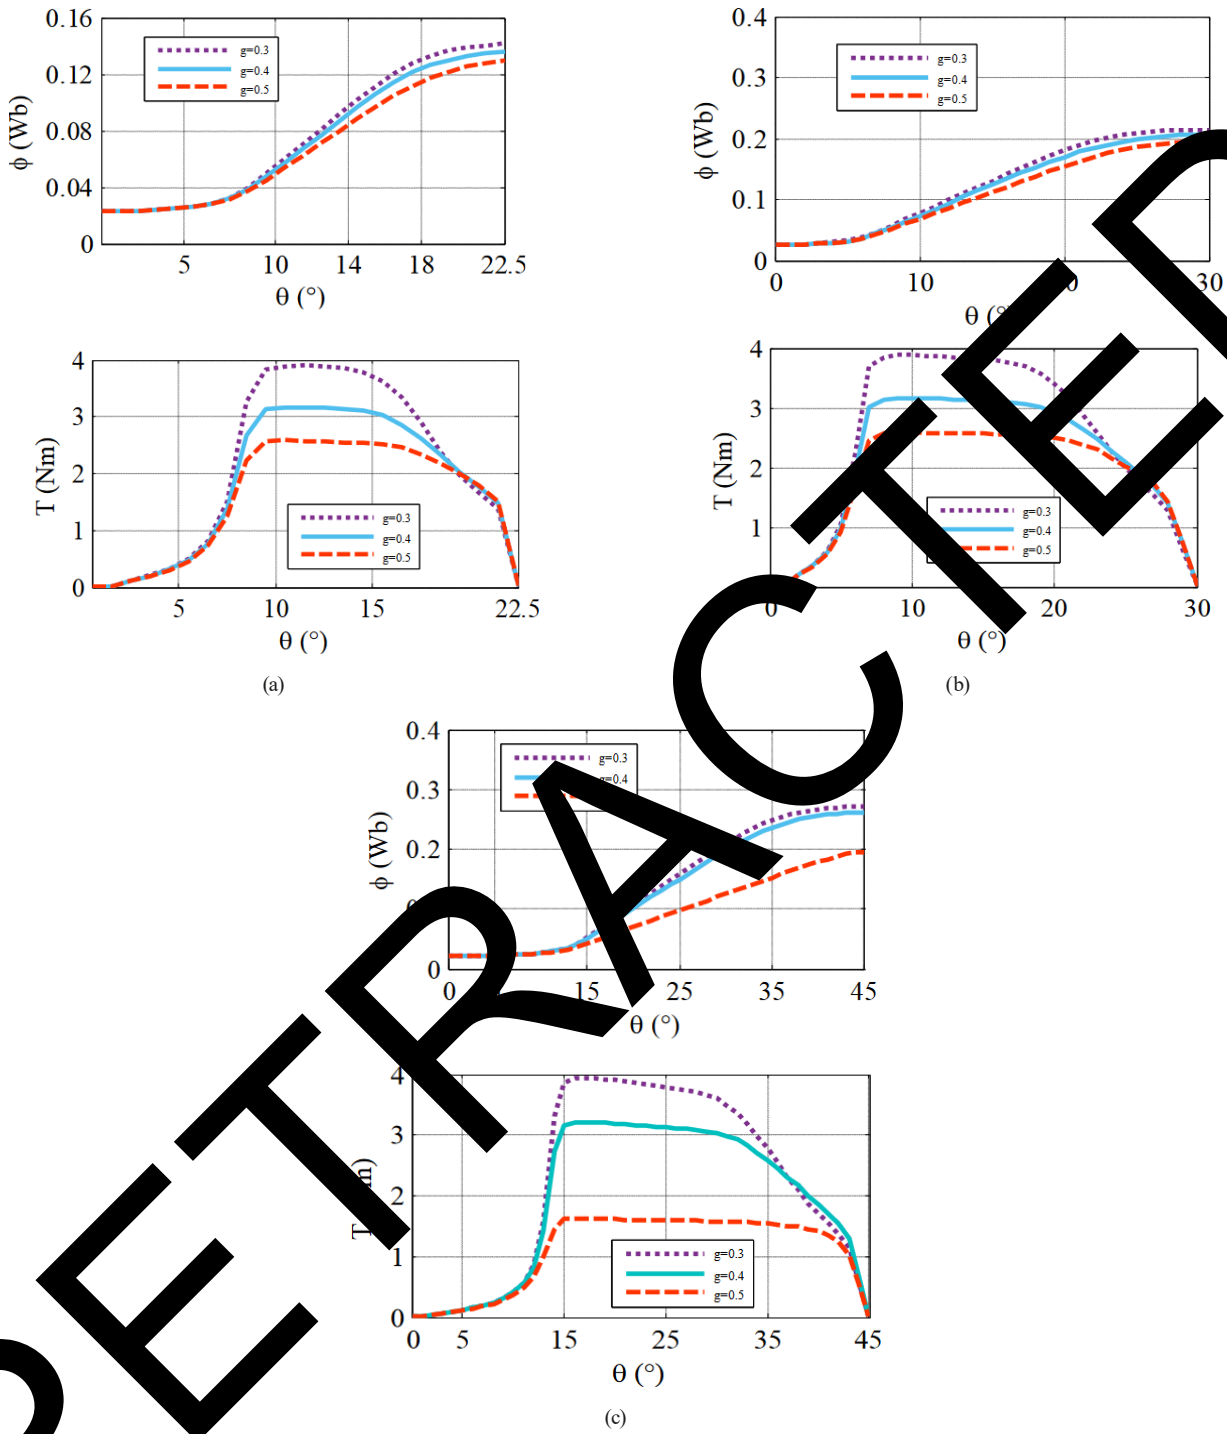 0.16
0.12
0.08
0.04
0
ϕ (Wb)
g=0.3
g=0.4
g=0.5
5 10 14 18 22.5
θ (°)
0.4
0.3
0.2
0.1
0
ϕ (Wb)
g=0.3
g=0.4
g=0.5
0 10 30
θ (°)
4
3
2
1
0
T (Nm)
g=0.3
g=0.4
g=0.5
5 10 15 22.5
θ (°)
(a)
4
3
2
1
T (Nm)
g=0.3
g=0.4
g=0.5
0 10 20 30
θ (°)
(b)
0.4
0.3
0.2
0
ϕ (Wb)
g=0.3
g=0.4
0 15 25 35 45
θ (°)
4
3
2
1
0
g=0.3
g=0.4
g=0.5
0 5 15 25 35 45
θ (°)
(c)
RETRACTED